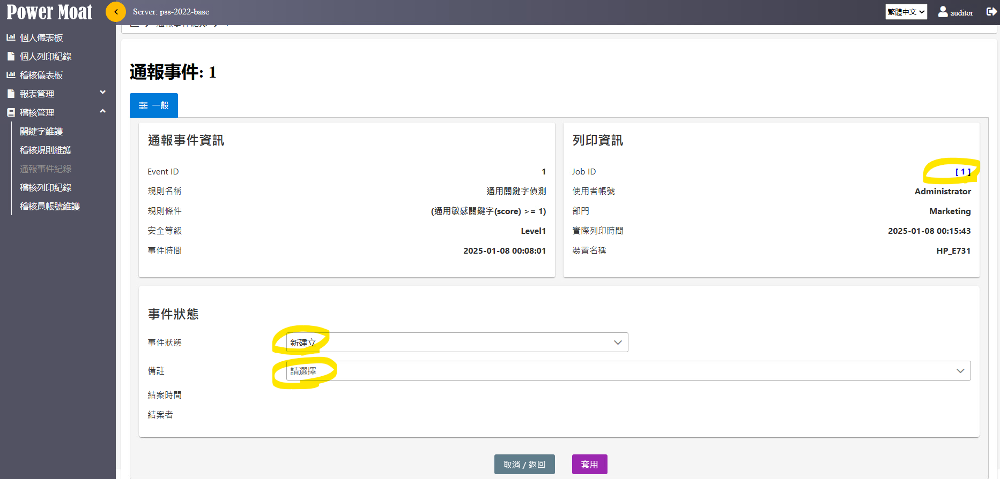 Power Moat
Server: pss-2022-base
繁體中文
auditor
個人儀表板
個人列印紀錄
稽核儀表板
報表管理
稽核管理
關鍵字維護
稽核規則維護
通報事件紀錄
稽核列印紀錄
稽核員帳號維護
通報事件: 1
一般
通報事件資訊
Event ID 1
規則名稱 通用關鍵字偵測
規則條件 (通用敏感關鍵字(score) >= 1)
安全等級 Level1
事件時間 2025-01-08 00:08:01
列印資訊
Job ID [ 1 ]
使用者帳號 Administrator
部門 Marketing
實際列印時間 2025-01-08 00:15:43
裝置名稱 HP_E731
事件狀態
事件狀態 新建立
備註 請選擇
結案時間
結案者
取消 / 返回
套用